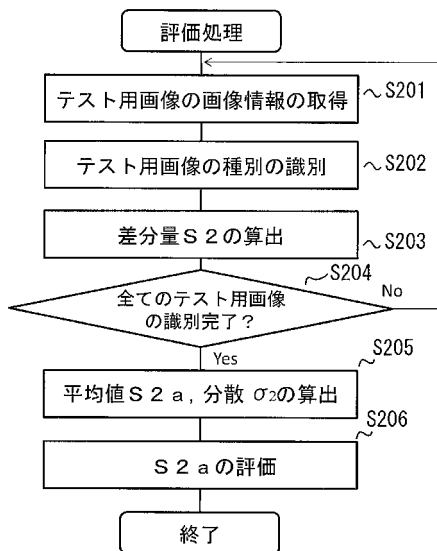 評価処理
テスト用画像の画像情報の取得
S201
テスト用画像の種別の識別
S202
差分量S2の算出
S203
S204
全てのテスト用画像
の識別完了?
No
Yes
S205
平均値S2a,分散 σ2の算出
S206
S2aの評価
終了